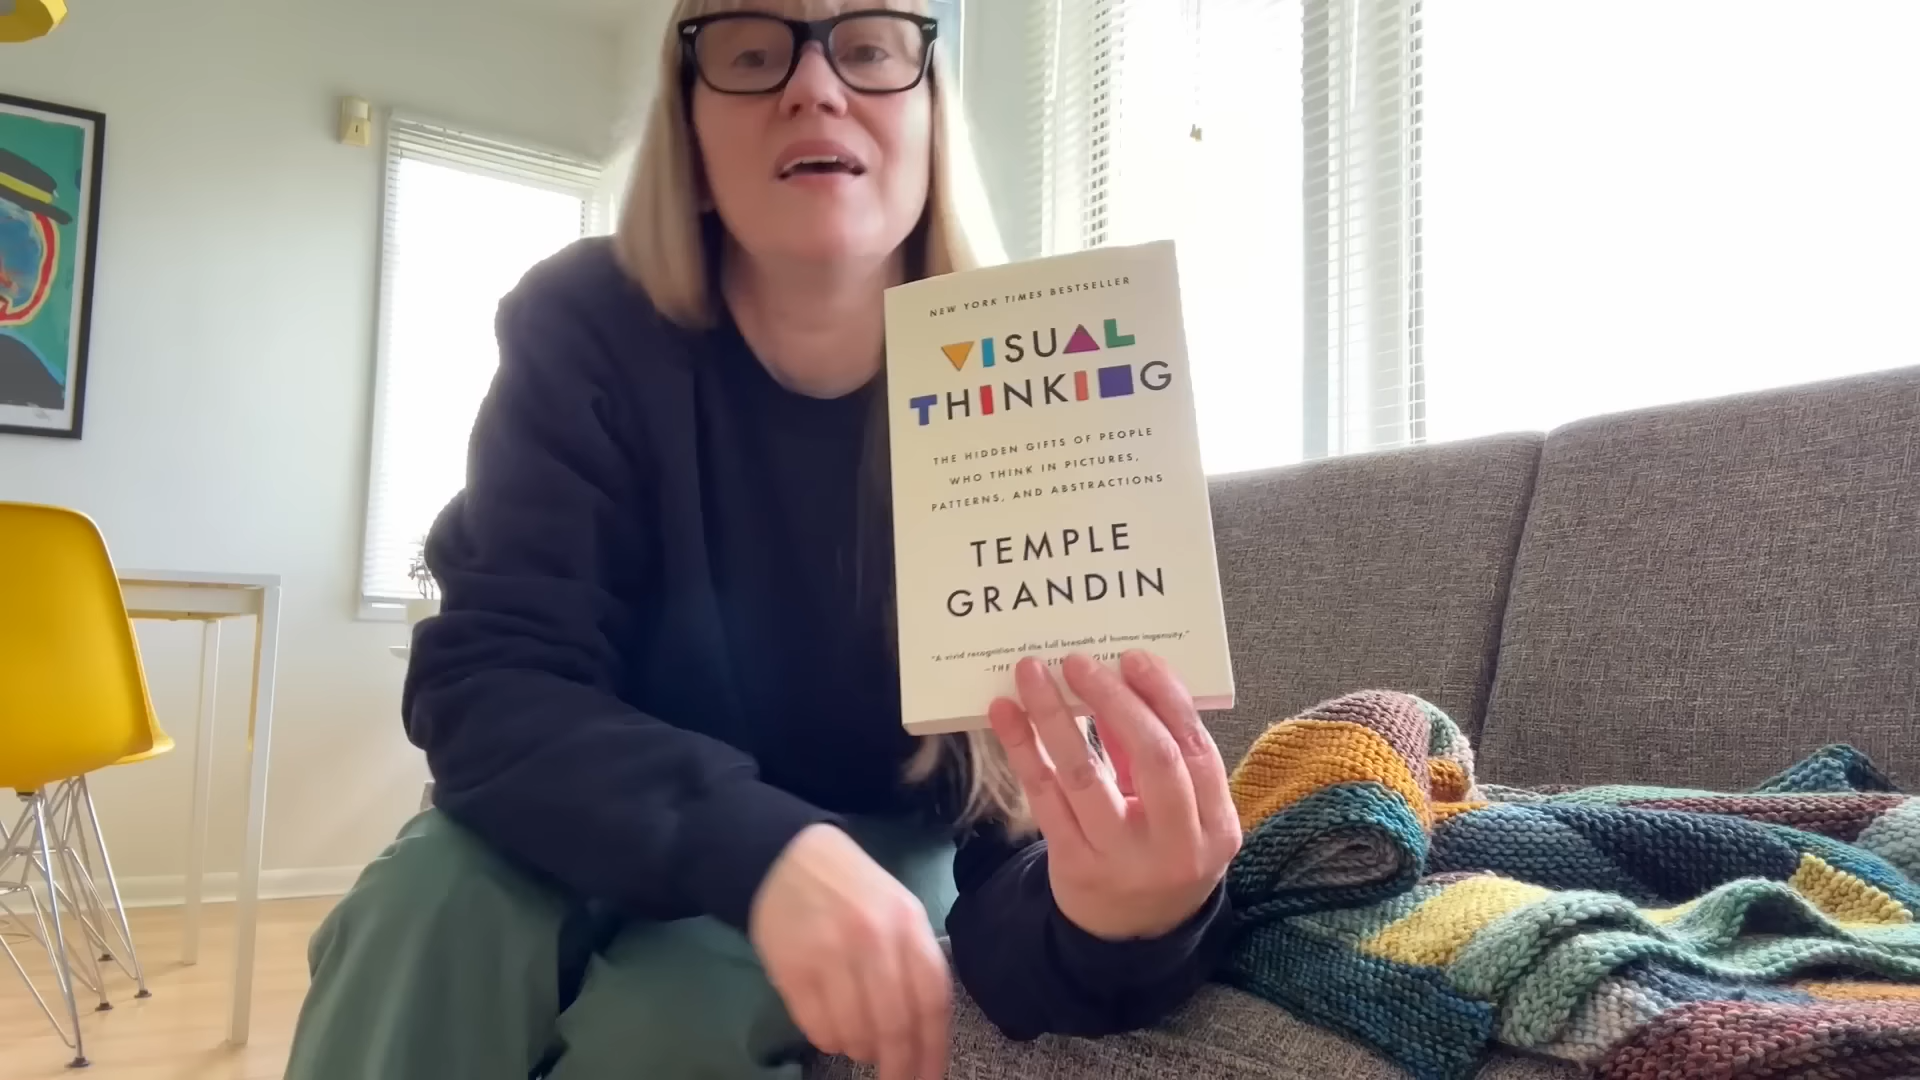 NEW YORK TIMES BESTSELLER
VISUAL
THINKING
THE HIDDEN GIFTS OF PEOPLE
WHO THINK IN PICTURES,
PATTERNS, AND ABSTRACTIONS
TEMPLE
GRANDIN
"A vivid recognition of the full breadth of human ingenuity."
—THE